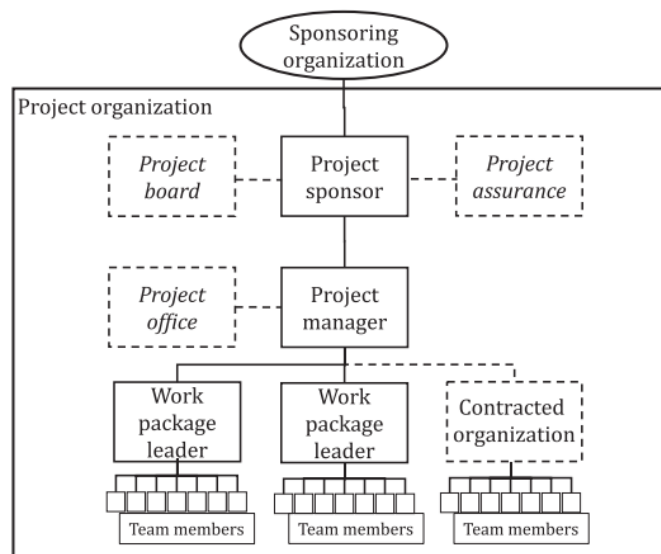 Sponsoring
organization
Project organization
Project
board
Project
sponsor
Project
assurance
Project
office
Project
manager
Work
package
leader
Work
package
leader
Contracted
organization
Team members
Team members
Team members